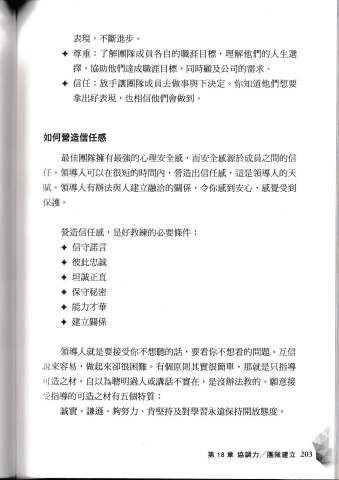 表現，不斷進步。
✦ 尊重：了解團隊成員各自的職涯目標，理解他們的人生選
擇。協助他們達成職涯目標，同時顧及公司的需求。
✦ 信任：放手讓團隊成員去做事與下決定。你知道他們想要
拿出好表現，也相信他們會做到。
如何營造信任感
最佳團隊擁有最強的心理安全感，而安全感源於成員之間的信
任。領導人可以在很短的時間內，營造出信任感，這是領導人的天
賦。領導人有辦法與人建立融洽的關係，令你感到安心，感覺受到
保護。
營造信任感，是好教練的必要條件：
✦ 信守諾言
✦ 彼此忠誠
✦ 坦誠正直
✦ 保守秘密
✦ 能力才華
✦ 建立關係
領導人就是要接受你不想聽的話，要看你不想看的問題。互信
說來容易，做起來卻很困難。有個原則其實很簡單，那就是只指導
可造之材。自以為聰明過人或講話不實在，是沒辦法教的。願意接
受指導的可造之材有五個特質：
誠實、謙遜、夠努力、肯堅持及對學習永遠保持開放態度，
第 18 章 協調力／團隊建立 203